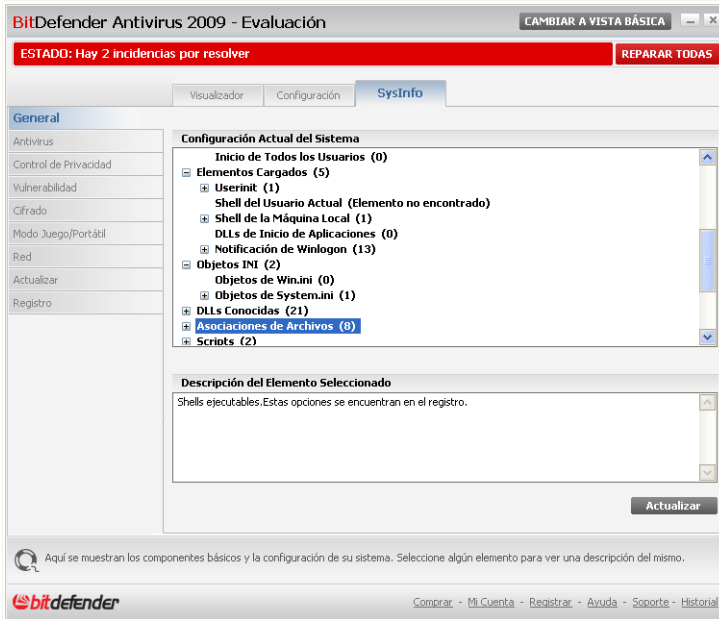 BitDefender Antivirus 2009 - Evaluación
CAMBIAR A VISTA BÁSICA
ESTADO: Hay 2 incidencias por resolver
REPARAR TODAS
Visualizador
Configuración
SysInfo
General
Antivirus
Control de Privacidad
Vulnerabilidad
Cifrado
Modo Juego/Portátil
Red
Actualizar
Registro
Configuración Actual del Sistema
Inicio de Todos los Usuarios (0)
Elementos Cargados (5)
Userinit (1)
Shell del Usuario Actual (Elemento no encontrado)
Shell de la Máquina Local (1)
DLLs de Inicio de Aplicaciones (0)
Notificación de Winlogon (13)
Objetos INI (2)
Objetos de Win.ini (0)
Objetos de System.ini (1)
DLLs Conocidas (21)
Asociaciones de Archivos (8)
Scripts (2)
Descripción del Elemento Seleccionado
Shells ejecutables.Estas opciones se encuentran en el registro.
Actualizar
Aquí se muestran los componentes básicos y la configuración de su sistema. Seleccione algún elemento para ver una descripción del mismo.
bitdefender
Comprar - Mi Cuenta - Registrar - Ayuda - Soporte - Historial